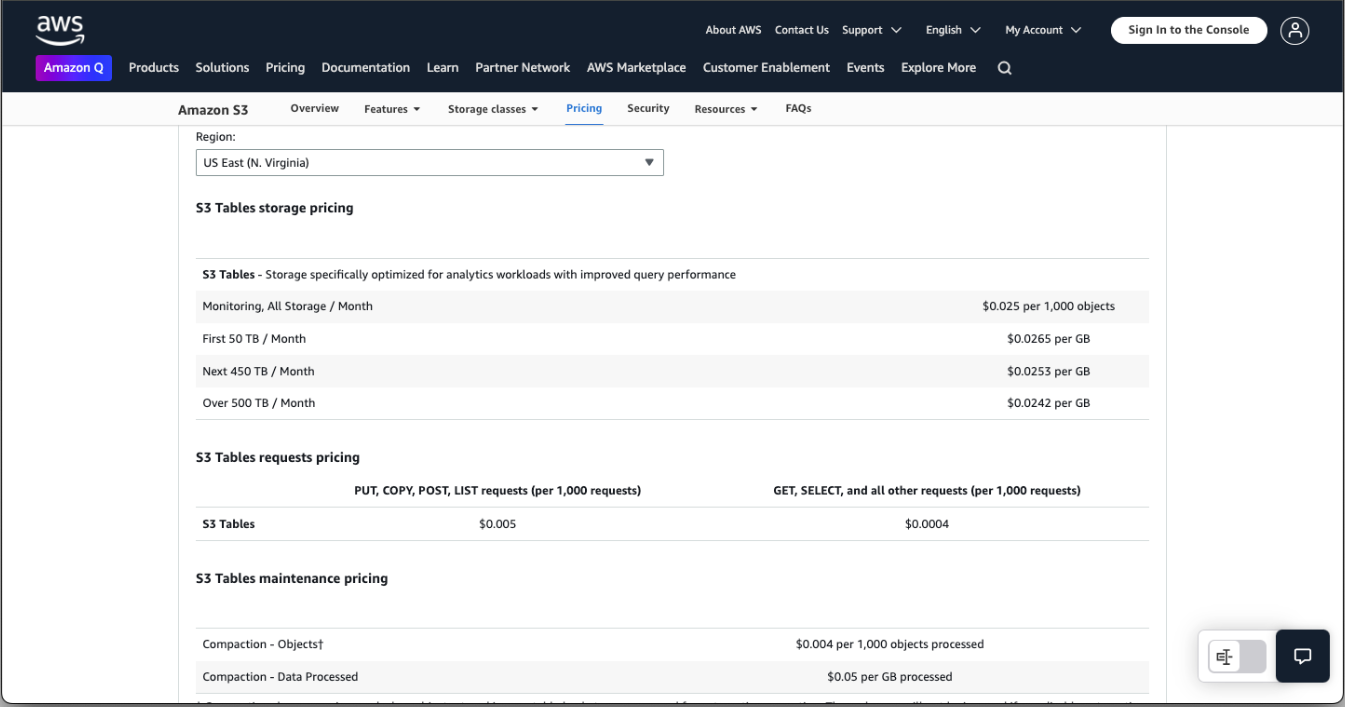 aws
About AWS Contact Us Support English My Account Sign In to the Console
Amazon Q Products Solutions Pricing Documentation Learn Partner Network AWS Marketplace Customer Enablement Events Explore More
Amazon S3 Overview Features Storage classes Pricing Security Resources FAQs
Region:
US East (N. Virginia)
S3 Tables storage pricing
S3 Tables - Storage specifically optimized for analytics workloads with improved query performance
Monitoring, All Storage / Month $0.025 per 1,000 objects
First 50 TB / Month $0.0265 per GB
Next 450 TB / Month $0.0253 per GB
Over 500 TB / Month $0.0242 per GB
S3 Tables requests pricing
PUT, COPY, POST, LIST requests (per 1,000 requests) GET, SELECT, and all other requests (per 1,000 requests)
S3 Tables $0.005 $0.0004
S3 Tables maintenance pricing
Compaction - Objects† $0.004 per 1,000 objects processed
Compaction - Data Processed $0.05 per GB processed